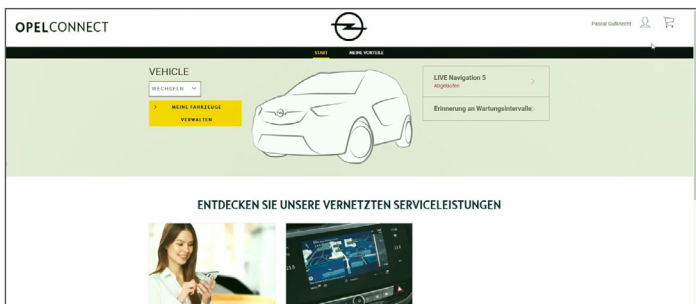 OPELCONNECT
Pascal Gutknecht
START MEINE VORTEILE
VEHICLE
WECHSELN
MEINE FAHRZEUGE
VERWALTEN
LIVE Navigation 5
Abgelaufen
Erinnerung an Wartungsintervalle
ENTDECKEN SIE UNSERE VERNETZTEN SERVICELEISTUNGEN